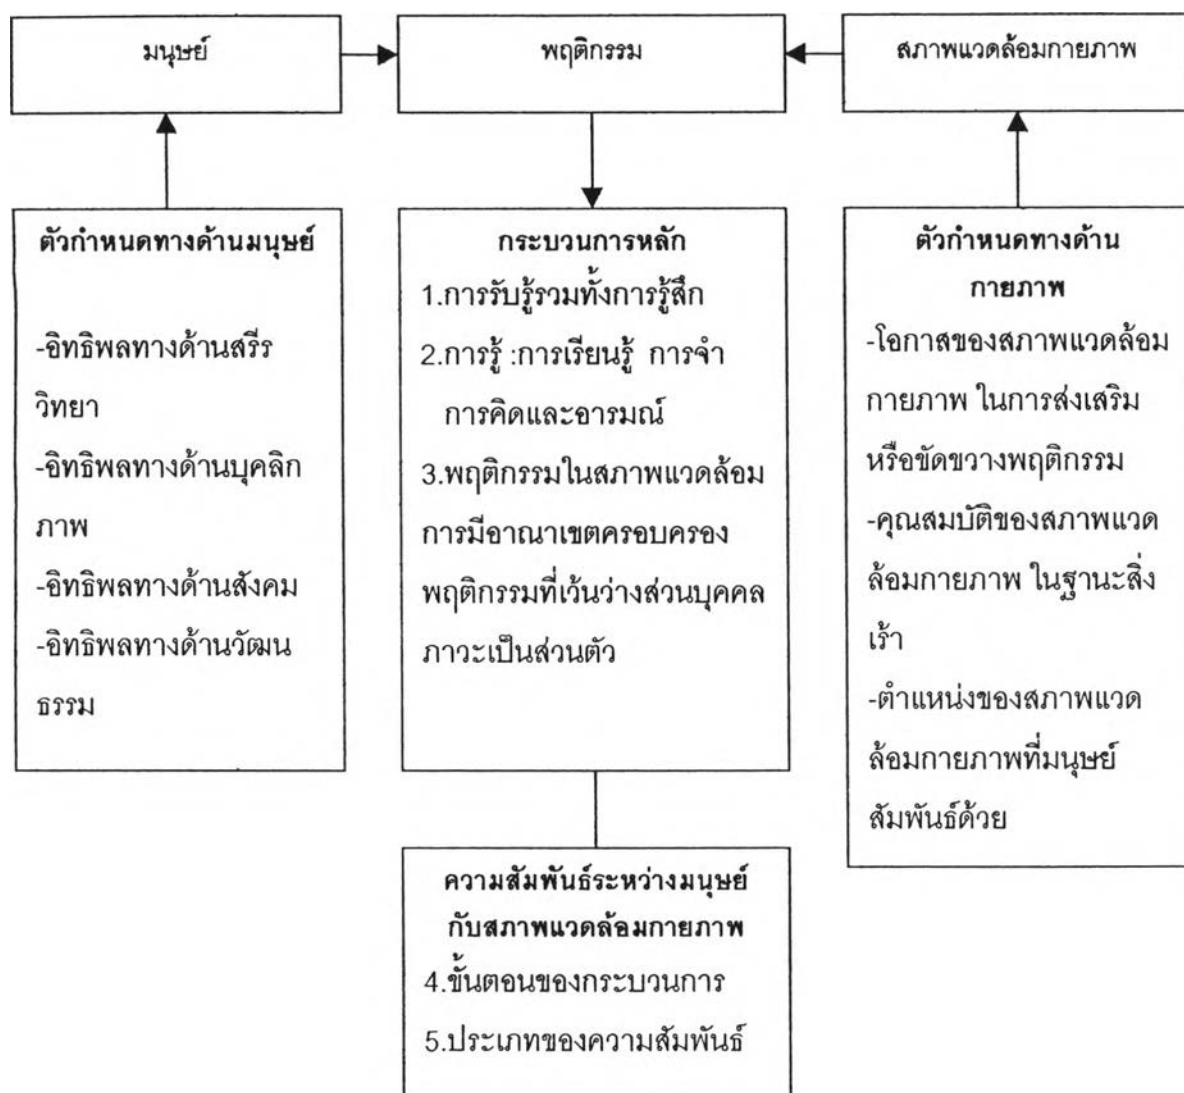 มนุษย์
พฤติกรรม
สภาพแวดล้อมกายภาพ
ตัวกำหนดทางด้านมนุษย์
-อิทธิพลทางด้านสรีร
วิทยา
-อิทธิพลทางด้านบุคลิก
ภาพ
-อิทธิพลทางด้านสังคม
-อิทธิพลทางด้านวัฒน
ธรรม
กระบวนการหลัก
1.การรับรู้รวมทั้งการรู้สึก
2.การรู้ :การเรียนรู้ การจำ
การคิดและอารมณ์
3.พฤติกรรมในสภาพแวดล้อม
การมีอาณาเขตครอบครอง
พฤติกรรมที่เว้นว่างส่วนบุคคล
ภาวะเป็นส่วนตัว
ตัวกำหนดทางด้าน
กายภาพ
-โอกาสของสภาพแวดล้อม
กายภาพ ในการส่งเสริม
หรือขัดขวางพฤติกรรม
-คุณสมบัติของสภาพแวด
ล้อมกายภาพ ในฐานะสิ่ง
เร้า
-ตำแหน่งของสภาพแวด
ล้อมกายภาพที่มนุษย์
สัมพันธ์ด้วย
ความสัมพันธ์ระหว่างมนุษย์
กับสภาพแวดล้อมกายภาพ
4.ขั้นตอนของกระบวนการ
5.ประเภทของความสัมพันธ์